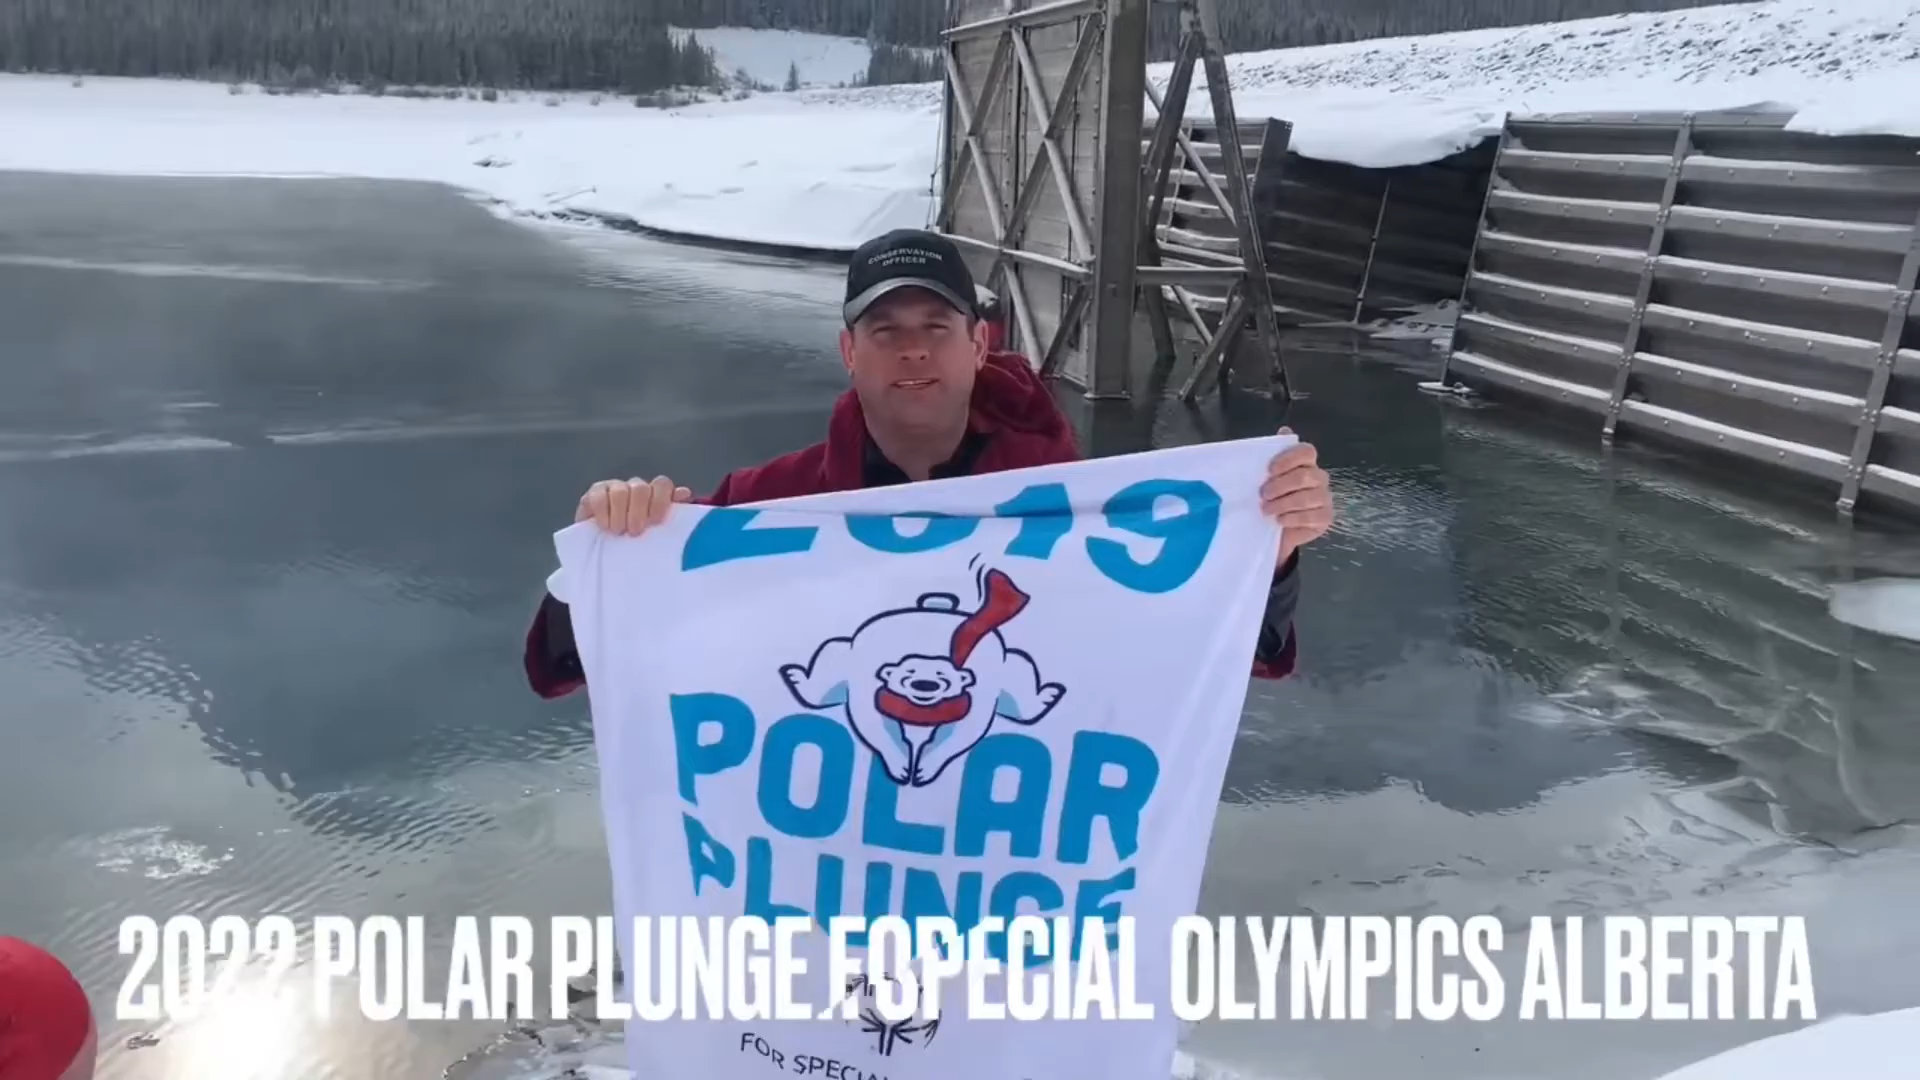 CONSERVATION
OFFICER
2019
POLAR
PLUNGE
FOR SPECIAL
2022 POLAR PLUNGE FOR SPECIAL OLYMPICS ALBERTA